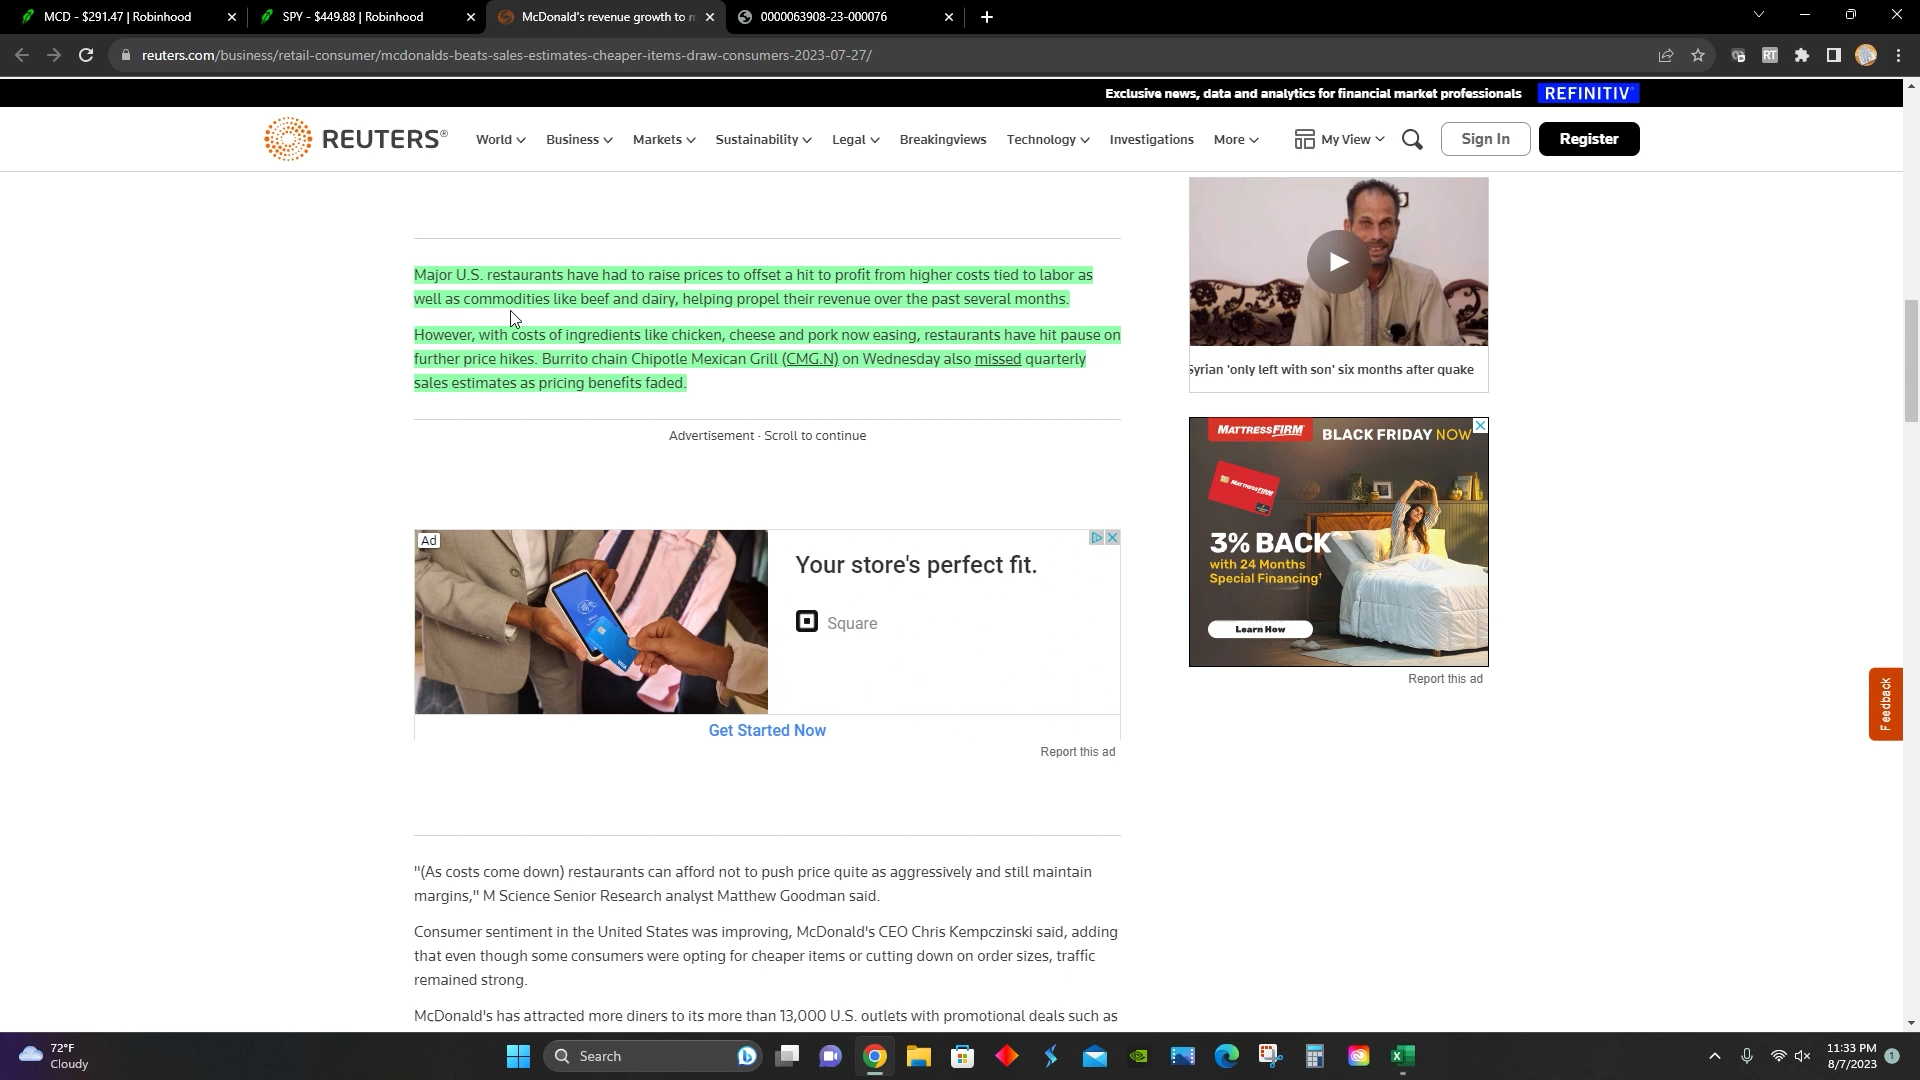 MCD - $291.47 | Robinhood
SPY - $449.88 | Robinhood
McDonald's revenue growth to m
0000063908-23-000076
reuters.com/business/retail-consumer/mcdonalds-beats-sales-estimates-cheaper-items-draw-consumers-2023-07-27/
RT
Exclusive news, data and analytics for financial market professionals
REFINITIV
REUTERS®
World
Business
Markets
Sustainability
Legal
Breakingviews
Technology
Investigations
More
My View
Sign In
Register
Major U.S. restaurants have had to raise prices to offset a hit to profit from higher costs tied to labor as
well as commodities like beef and dairy, helping propel their revenue over the past several months.
However, with costs of ingredients like chicken, cheese and pork now easing, restaurants have hit pause on
further price hikes. Burrito chain Chipotle Mexican Grill (CMG.N) on Wednesday also missed quarterly
sales estimates as pricing benefits faded.
Advertisement · Scroll to continue
Ad
Your store's perfect fit.
Square
Get Started Now
Report this ad
"(As costs come down) restaurants can afford not to push price quite as aggressively and still maintain
margins," M Science Senior Research analyst Matthew Goodman said.
Consumer sentiment in the United States was improving, McDonald's CEO Chris Kempczinski said, adding
that even though some consumers were opting for cheaper items or cutting down on order sizes, traffic
remained strong.
McDonald's has attracted more diners to its more than 13,000 U.S. outlets with promotional deals such as
Syrian 'only left with son' six months after quake
MATTRESSFIRM
BLACK FRIDAY NOW
MATTRESSFIRM
3% BACK^
with 24 Months
Special Financing†
Learn How
Report this ad
Feedback
72°F
Cloudy
Search
11:33 PM
8/7/2023
1